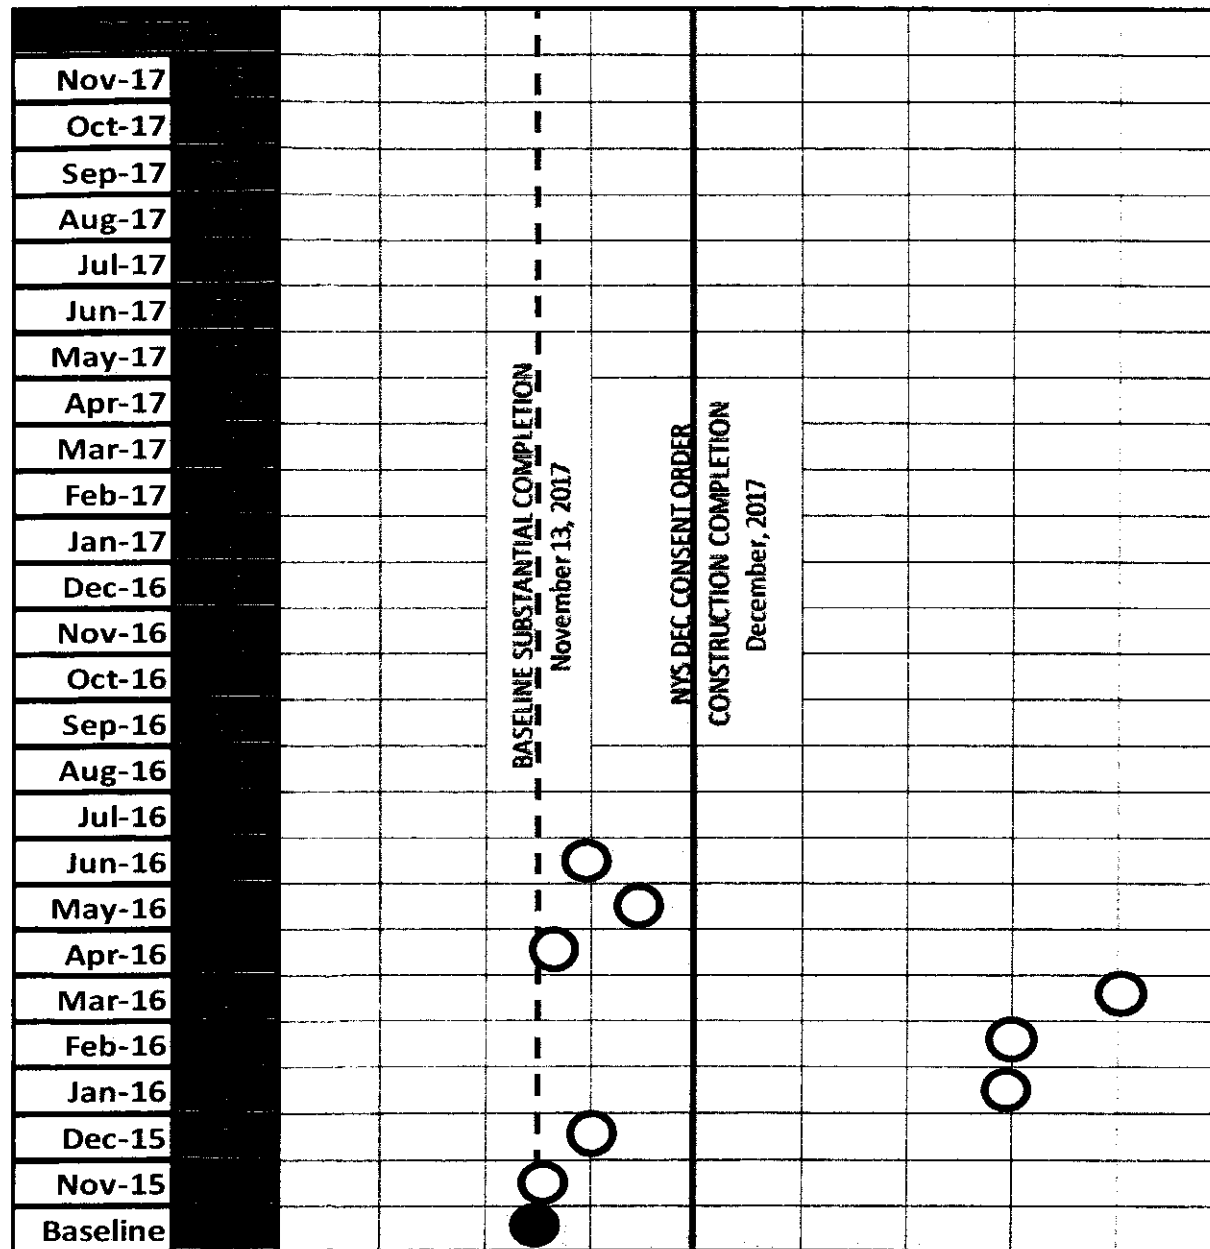 Nov-17
Oct-17
Sep-17
Aug-17
Jul-17
Jun-17
May-17
Apr-17
Mar-17
Feb-17
Jan-17
Dec-16
Nov-16
Oct-16
Sep-16
Aug-16
Jul-16
Jun-16
May-16
Apr-16
Mar-16
Feb-16
Jan-16
Dec-15
Nov-15
Baseline
BASELINE SUBSTANTIAL COMPLETION
November 13, 2017
NYS DEC CONSENT ORDER
CONSTRUCTION COMPLETION
December, 2017